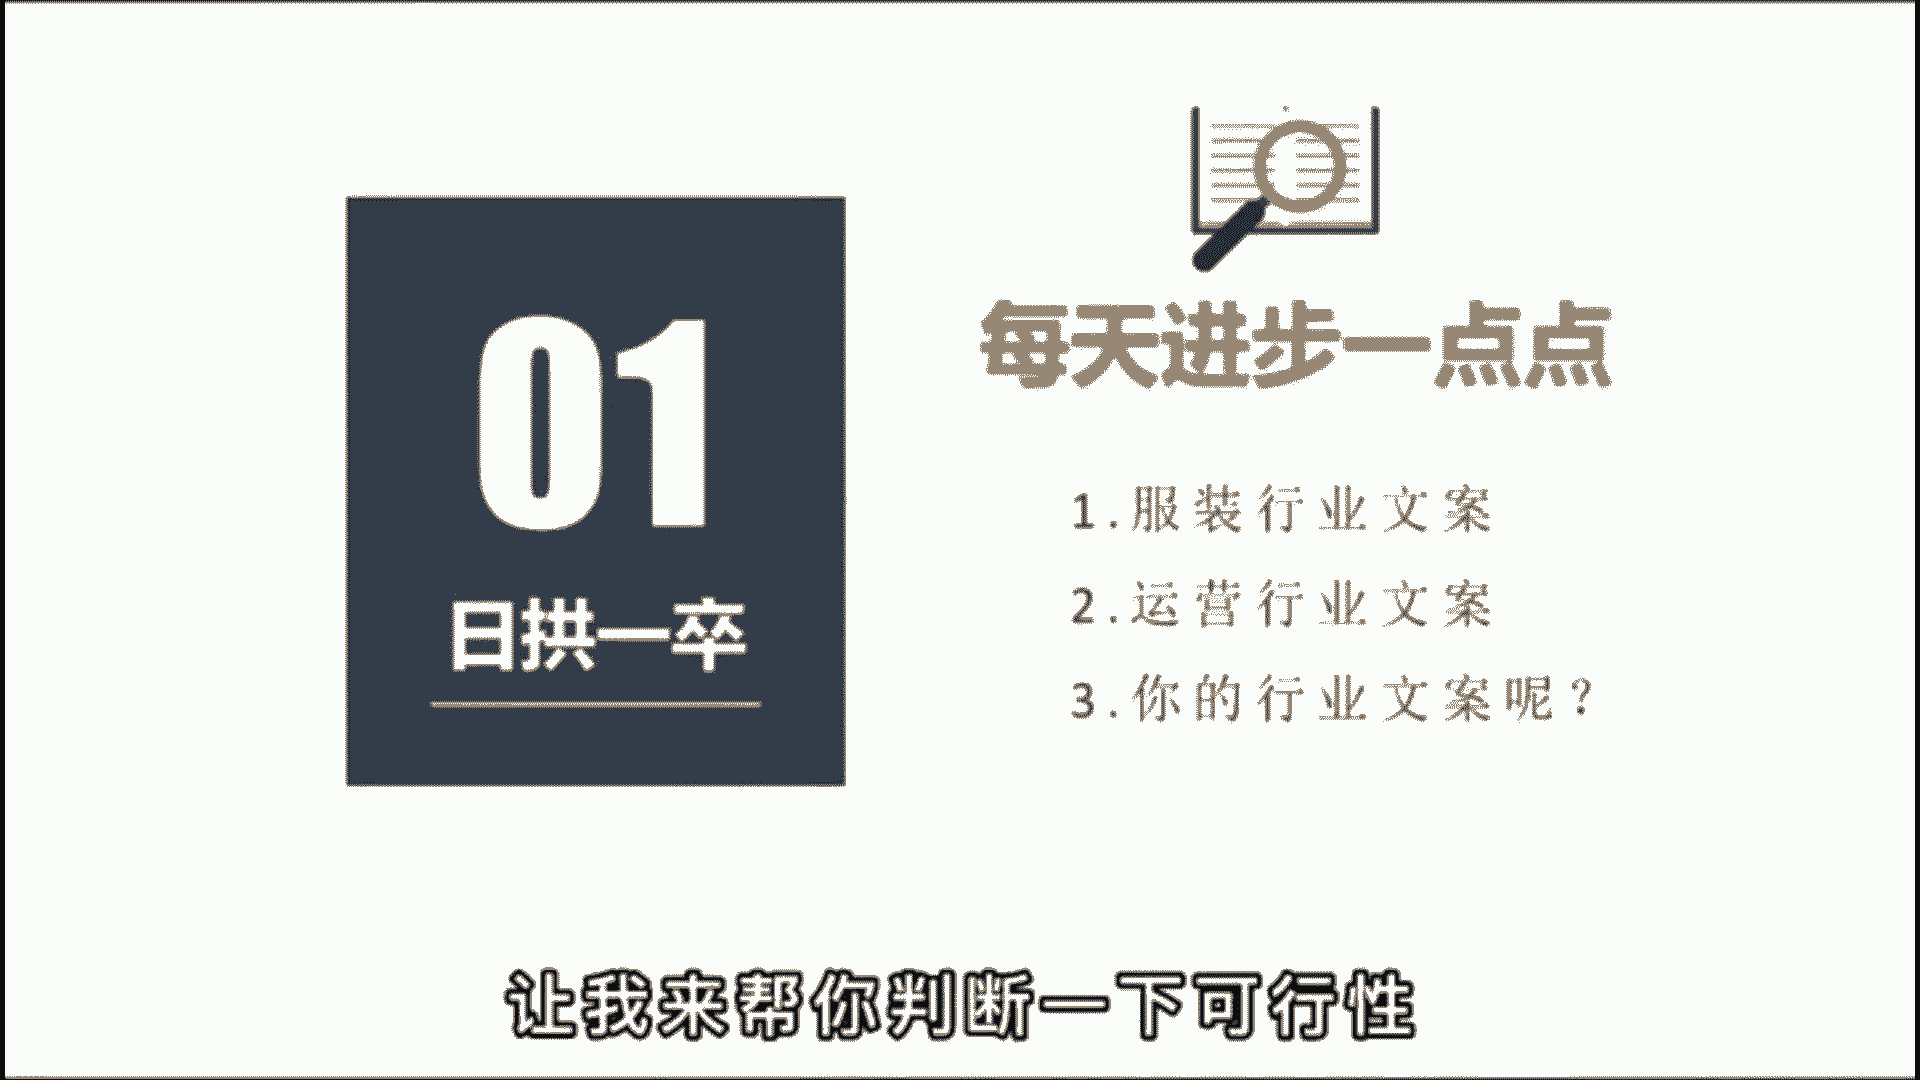 01
日拱一卒
每天进步一点点
1.服装行业文案
2.运营行业文案
3.你的行业文案呢？
让我来帮你判断一下可行性